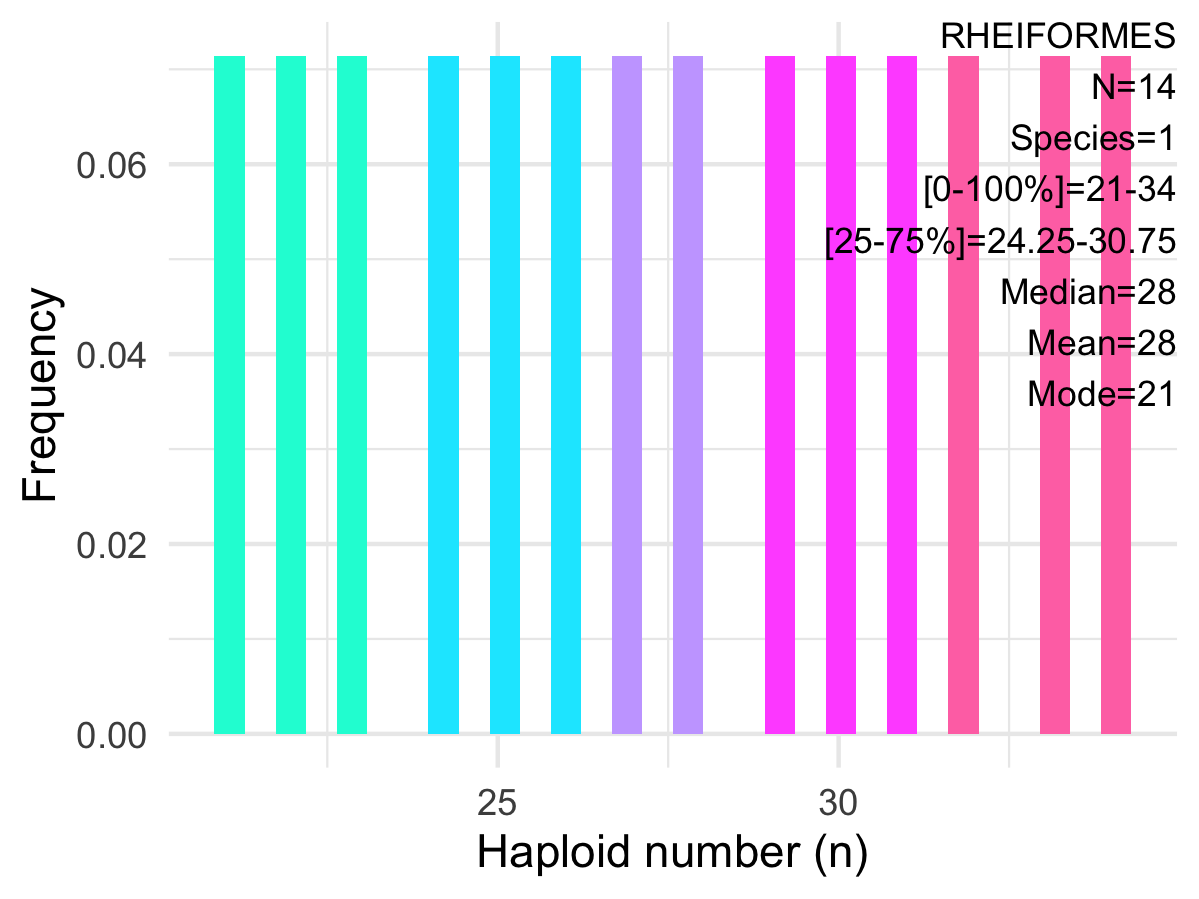 RHEIFORMES
N=14
Species=1
[0-100%]=21-34
[25-75%]=24.25-30.75
Median=28
Mean=28
Mode=21
Frequency
0.06
0.04
0.02
0.00
25
30
Haploid number (n)